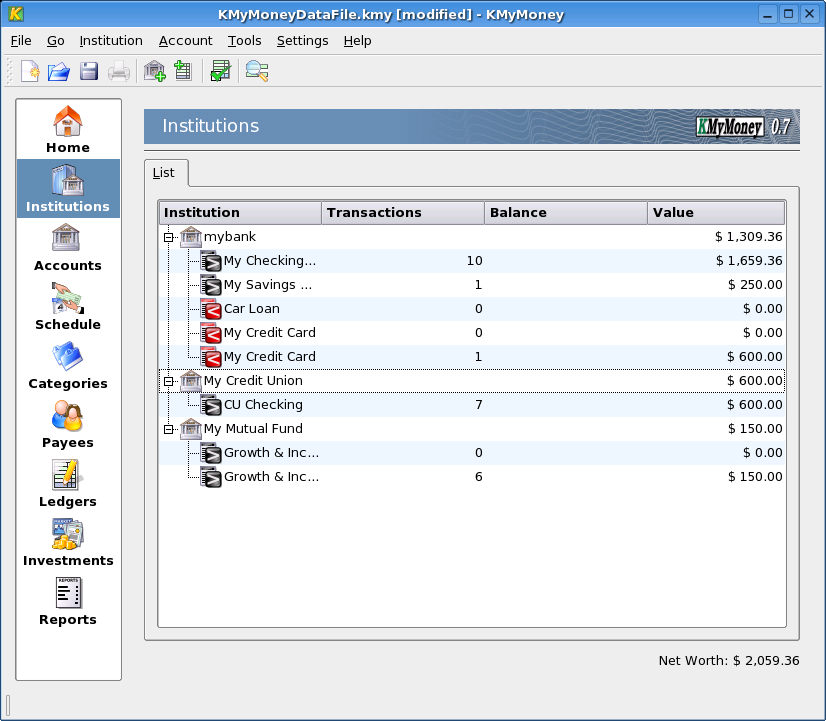 KMyMoneyDataFile.kmy [modified] - KMyMoney
File Go Institution Account Tools Settings Help
Home
Institutions
Accounts
Schedule
Categories
Payees
Ledgers
Investments
REPORTS
Reports
Institutions
KMyMoney 0.7
List
Institution Transactions Balance Value
mybank $ 1,309.36
My Checking... 10 $ 1,659.36
My Savings ... 1 $ 250.00
Car Loan 0 $ 0.00
My Credit Card 0 $ 0.00
My Credit Card 1 $ 600.00
My Credit Union $ 600.00
CU Checking 7 $ 600.00
My Mutual Fund $ 150.00
Growth & Inc... 0 $ 0.00
Growth & Inc... 6 $ 150.00
Net Worth: $ 2,059.36